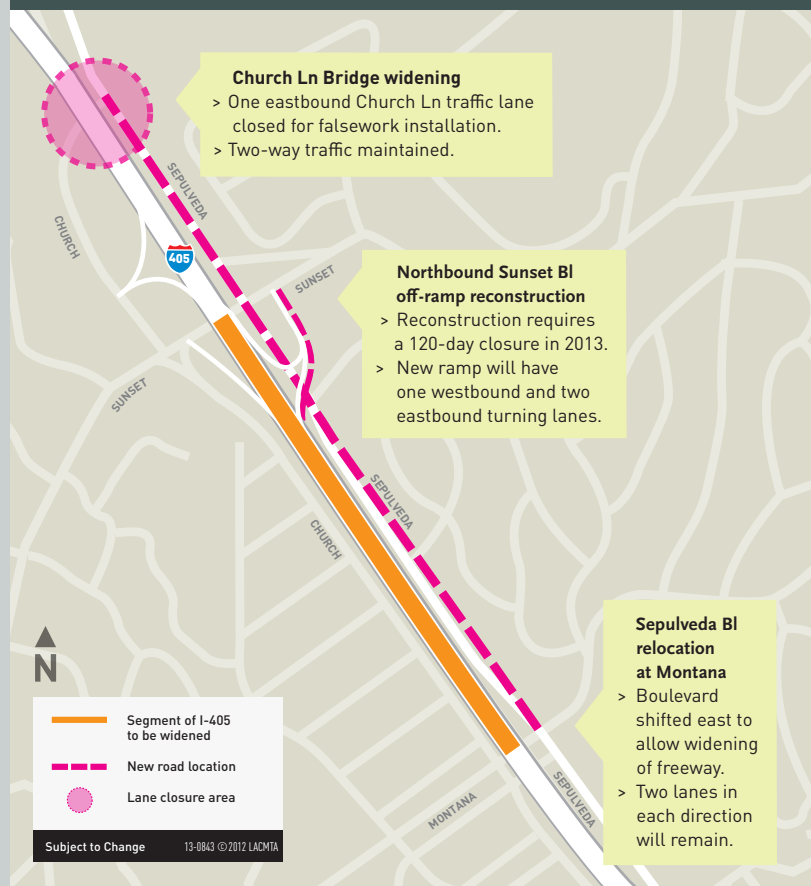 Church Ln Bridge widening
> One eastbound Church Ln traffic lane
closed for falsework installation.
> Two-way traffic maintained.
SEPULVEDA
CHURCH
405
SUNSET
Northbound Sunset Bl
off-ramp reconstruction
> Reconstruction requires
a 120-day closure in 2013.
> New ramp will have
one westbound and two
eastbound turning lanes.
SUNSET
SEPULVEDA
CHURCH
Sepulveda Bl
relocation
at Montana
> Boulevard
shifted east to
allow widening
of freeway.
> Two lanes in
each direction
will remain.
SEPULVEDA
MONTANA
N
Segment of I-405
to be widened
New road location
Lane closure area
Subject to Change 13-0843 ©2012 LACMTA